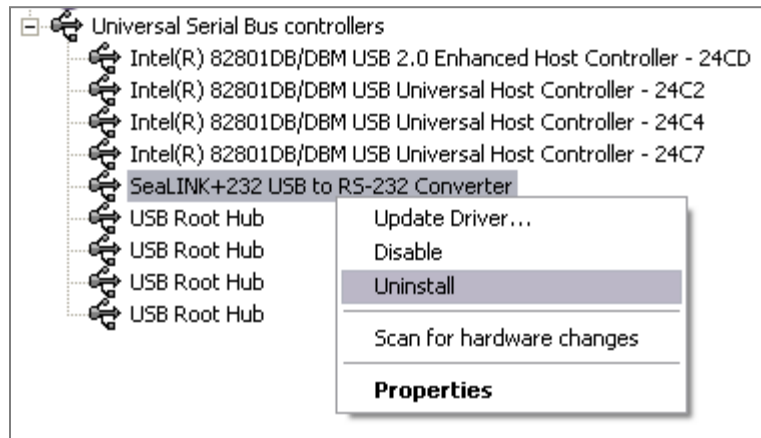 Universal Serial Bus controllers
Intel(R) 82801DB/DBM USB 2.0 Enhanced Host Controller - 24CD
Intel(R) 82801DB/DBM USB Universal Host Controller - 24C2
Intel(R) 82801DB/DBM USB Universal Host Controller - 24C4
Intel(R) 82801DB/DBM USB Universal Host Controller - 24C7
SeaLINK+232 USB to RS-232 Converter
USB Root Hub
USB Root Hub
USB Root Hub
USB Root Hub
Update Driver...
Disable
Uninstall
Scan for hardware changes
Properties